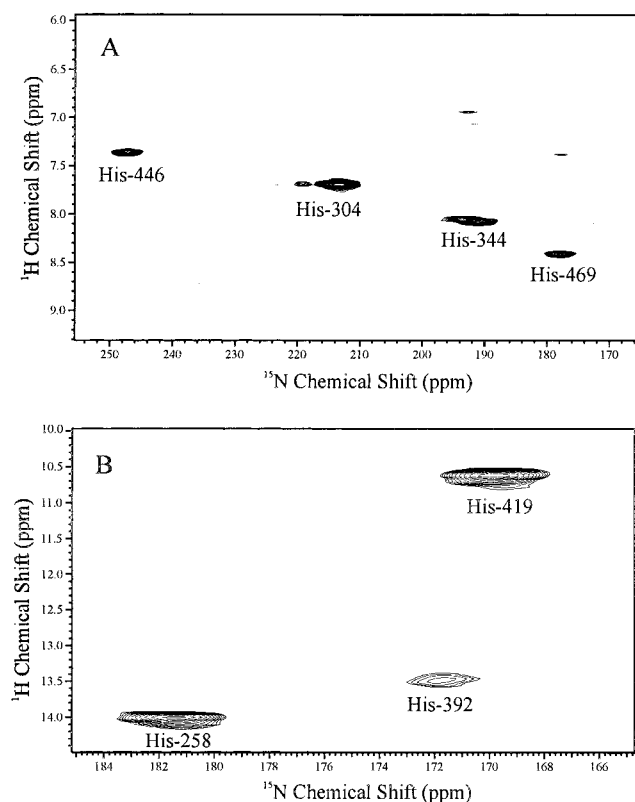 A
¹H Chemical Shift (ppm)
6.0
6.5
7.0
7.5
8.0
8.5
9.0
His-446
His-304
His-344
His-469
250 240 230 220 210 200 190 180 170
¹⁵N Chemical Shift (ppm)
B
¹H Chemical Shift (ppm)
10.0
10.5
11.0
11.5
12.0
12.5
13.0
13.5
14.0
His-419
His-392
His-258
184 182 180 178 176 174 172 170 168 166
¹⁵N Chemical Shift (ppm)